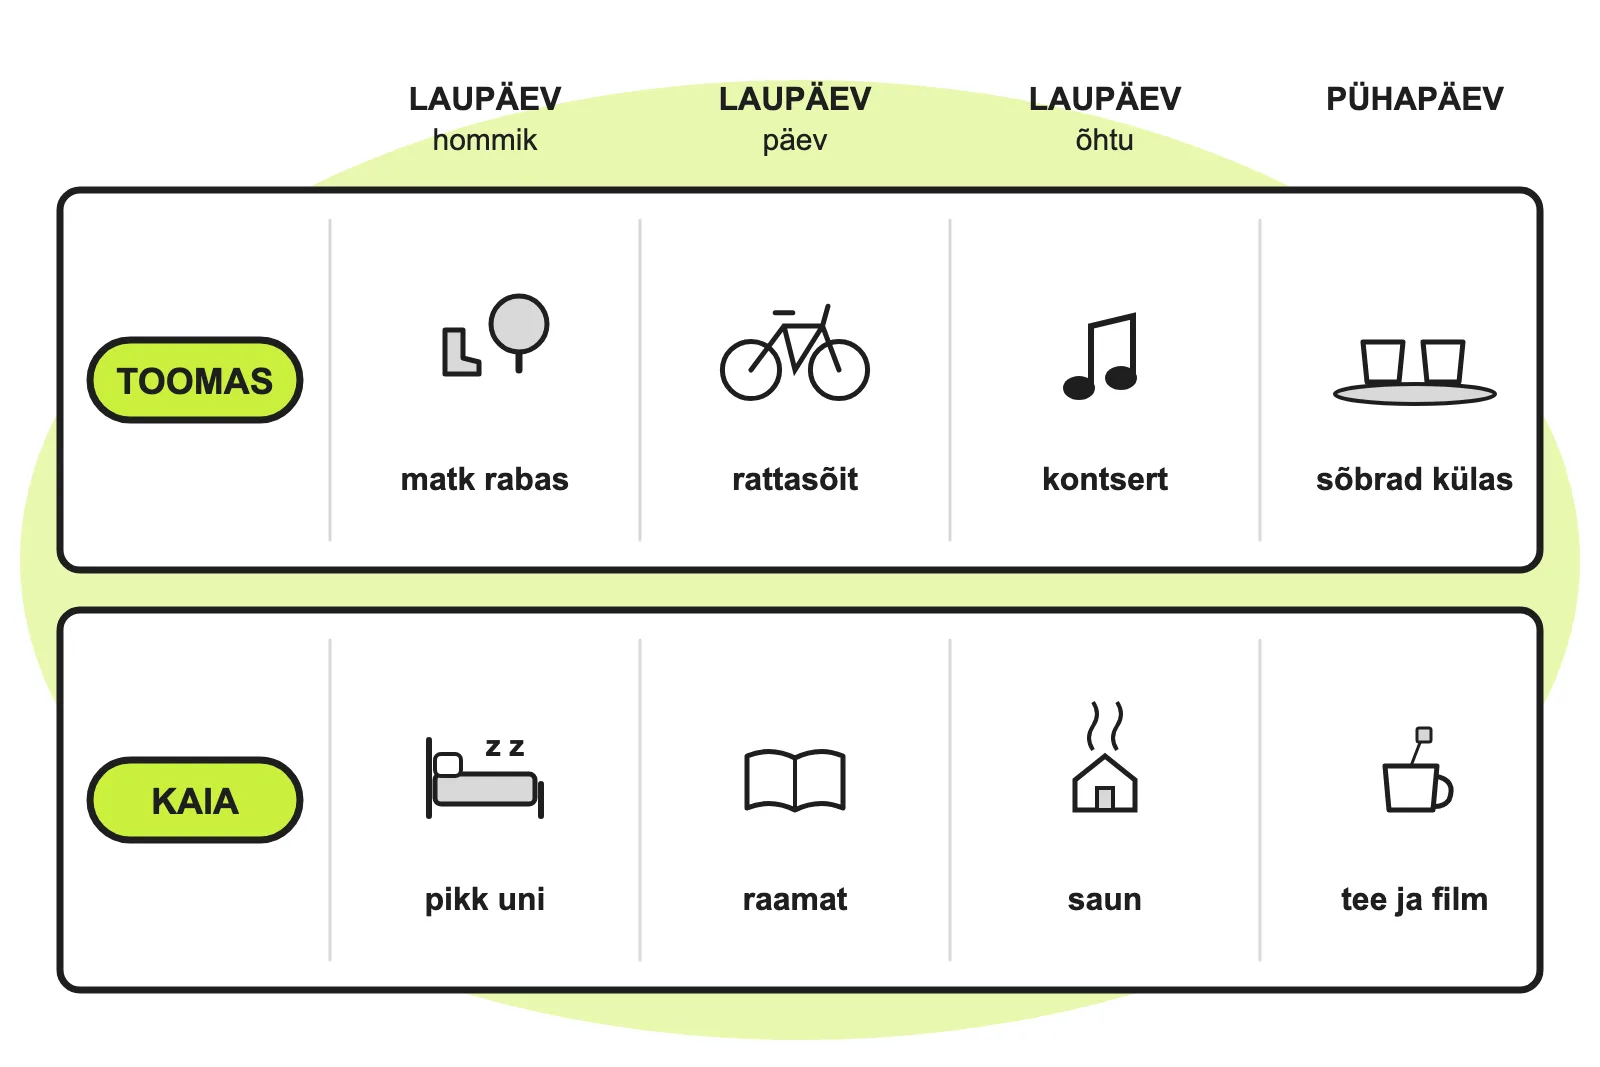 LAUPÄEV
hommik
LAUPÄEV
päev
LAUPÄEV
õhtu
PÜHAPÄEV
TOOMAS
matk rabas
rattasõit
kontsert
sõbrad külas
KAIA
z z
pikk uni
raamat
saun
tee ja film